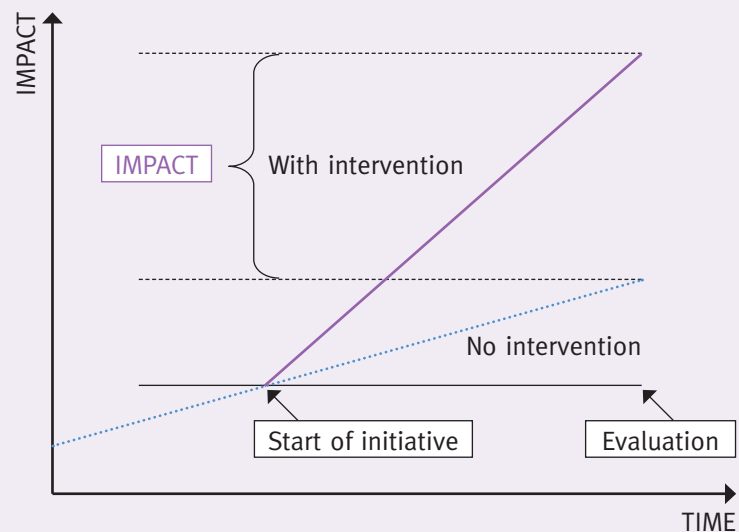 IMPACT
IMPACT
With intervention
No intervention
Start of initiative
Evaluation
TIME